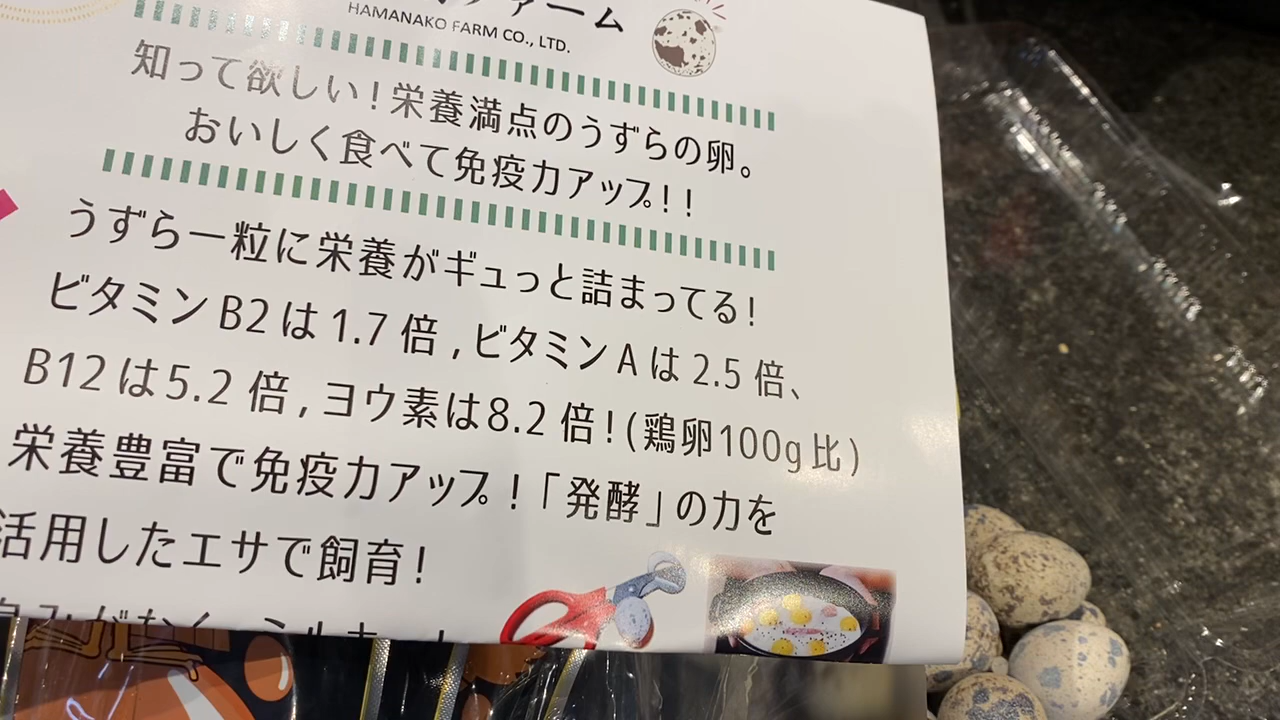 ファーム
HAMANAKO FARM CO., LTD.
知って欲しい!栄養満点のうずらの卵。
おいしく食べて免疫力アップ!!
うずら一粒に栄養がギュっと詰まってる!
ビタミンB2は1.7倍,ビタミンAは2.5倍、
B12は5.2倍,ヨウ素は8.2倍!(鶏卵100g比)
栄養豊富で免疫力アップ!「発酵」の力を
活用したエサで飼育!